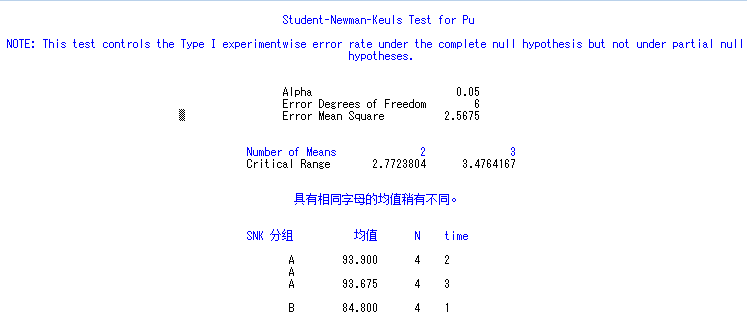 Student-Newman-Keuls Test for Pu
NOTE: This test controls the Type I experimentwise error rate under the complete null hypothesis but not under partial null
hypotheses.
Alpha 0.05
Error Degrees of Freedom 6
Error Mean Square 2.5675
Number of Means 2 3
Critical Range 2.7723804 3.4764167
具有相同字母的均值稍有不同。
SNK 分组 均值 N time
A 93.900 4 2
A
A 93.675 4 3
B 84.800 4 1